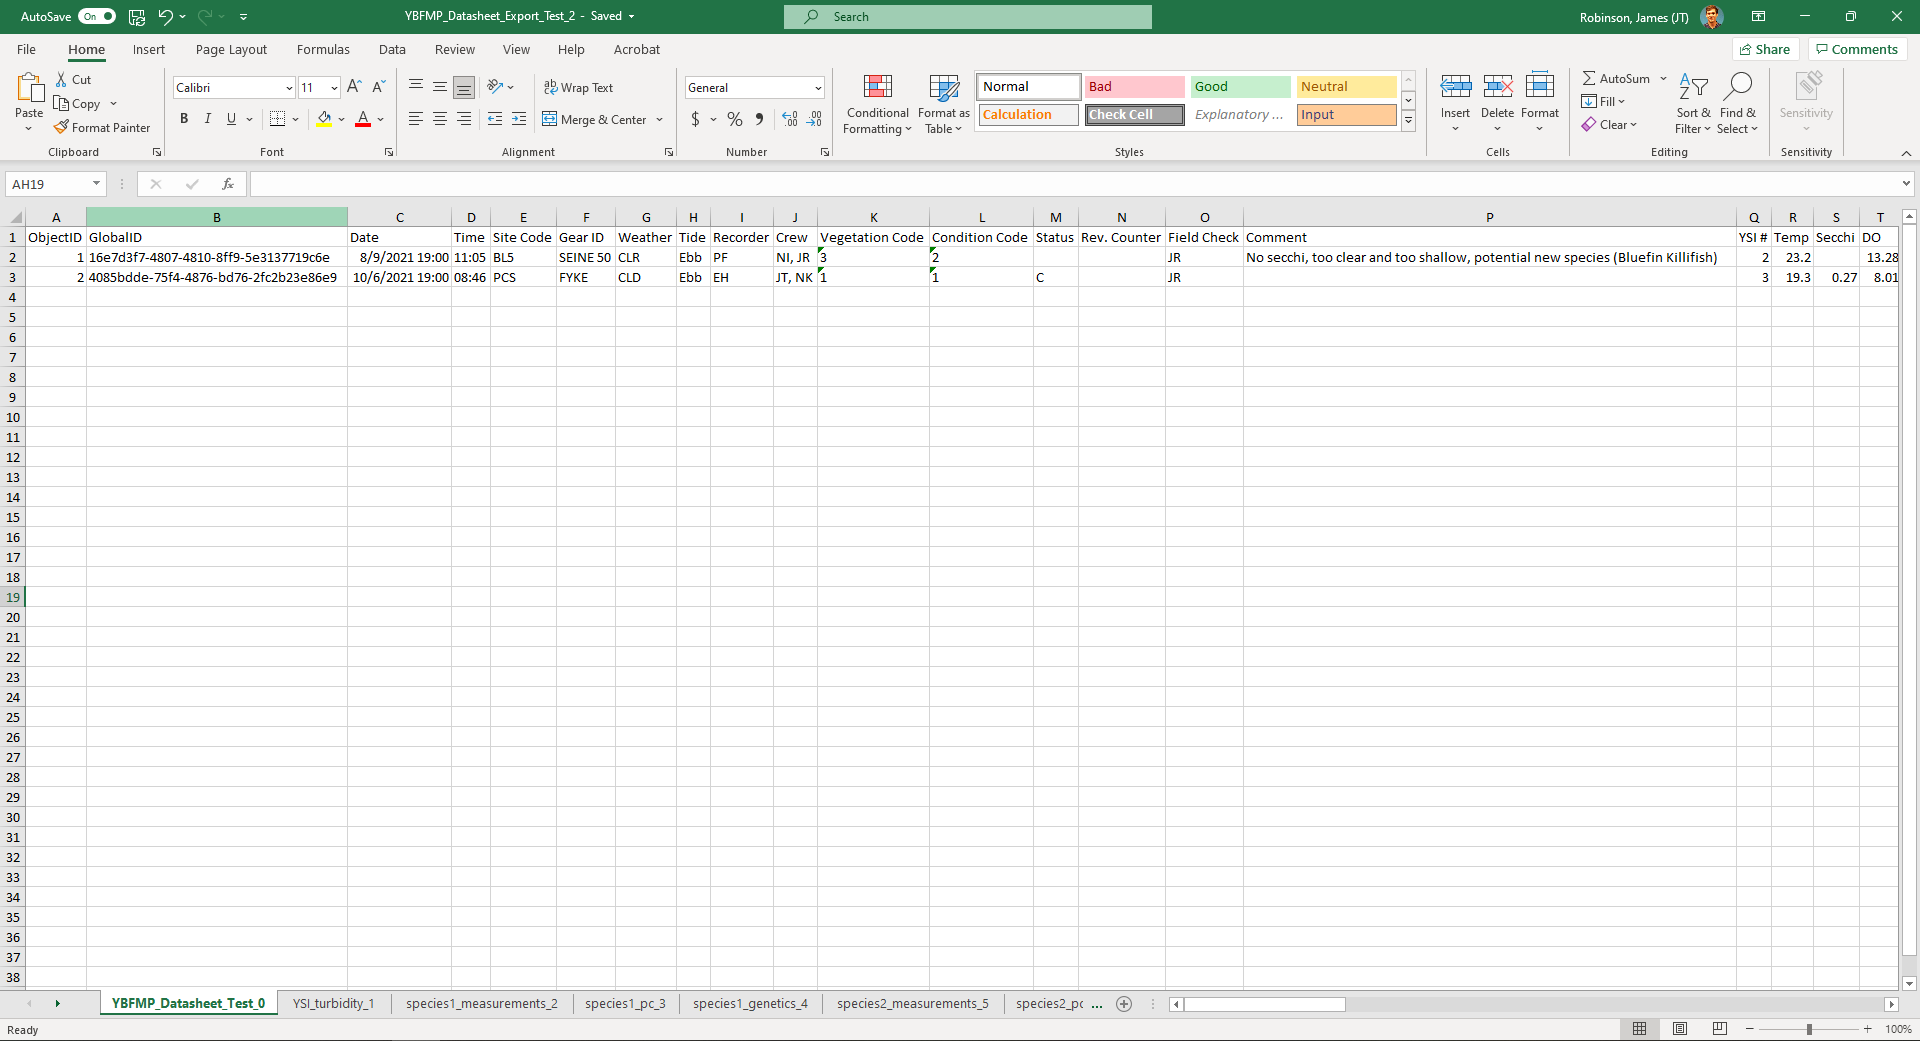 AutoSave On YBFMP_Datasheet_Export_Test_2 - Saved Search Robinson, James (JT)
File Home Insert Page Layout Formulas Data Review View Help Acrobat Share Comments
Paste Cut Copy Format Painter
Calibri 11 B I U A A A
Wrap Text Merge & Center
General $ %
Conditional Formatting Format as Table
Normal Bad Good Neutral
Calculation Check Cell Explanatory ... Input
Insert Delete Format
AutoSum Fill Clear Sort & Filter Find & Select
Sensitivity
Clipboard Font Alignment Number Styles Cells Editing Sensitivity
AH19 fx
A B C D E F G H I J K L M N O P Q R S T
1 ObjectID GlobalID Date Time Site Code Gear ID Weather Tide Recorder Crew Vegetation Code Condition Code Status Rev. Counter Field Check Comment YSI # Temp Secchi DO
2 1 16e7d3f7-4807-4810-8ff9-5e3137719c6e 8/9/2021 19:00 11:05 BL5 SEINE 50 CLR Ebb PF NI, JR 3 2 JR No secchi, too clear and too shallow, potential new species (Bluefin Killifish) 2 23.2 13.28
3 2 4085bdde-75f4-4876-bd76-2fc2b23e86e9 10/6/2021 19:00 08:46 PCS FYKE CLD Ebb EH JT, NK 1 1 C JR 3 19.3 0.27 8.01
4
5
6
7
8
9
10
11
12
13
14
15
16
17
18
19
20
21
22
23
24
25
26
27
28
29
30
31
32
33
34
35
36
37
38
YBFMP_Datasheet_Test_0 YSI_turbidity_1 species1_measurements_2 species1_pc_3 species1_genetics_4 species2_measurements_5 species2_pc ...
Ready 100%